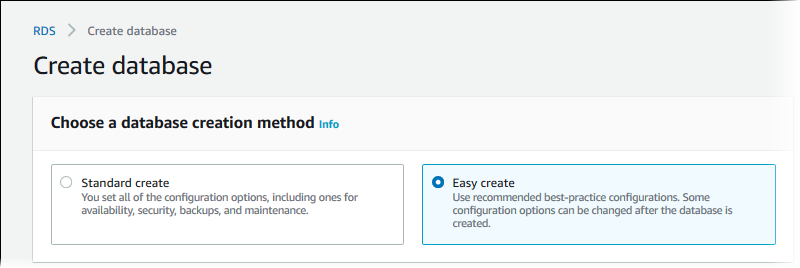 RDS > Create database
Create database
Choose a database creation method Info
Standard create
You set all of the configuration options, including ones for
availability, security, backups, and maintenance.
Easy create
Use recommended best-practice configurations. Some
configuration options can be changed after the database is
created.